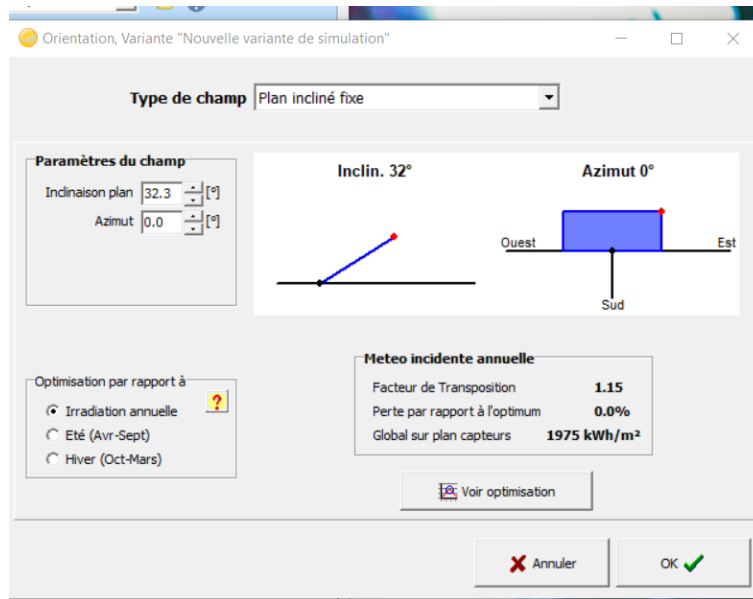 Orientation, Variante "Nouvelle variante de simulation"
Type de champ Plan incliné fixe
Paramètres du champ
Inclinaison plan 32.3 [°]
Azimut 0.0 [°]
Inclin. 32°
Azimut 0°
Ouest
Est
Sud
Optimisation par rapport à
Irradiation annuelle
?
Eté (Avr-Sept)
Hiver (Oct-Mars)
Meteo incidente annuelle
Facteur de Transposition 1.15
Perte par rapport à l'optimum 0.0%
Global sur plan capteurs 1975 kWh/m²
Voir optimisation
Annuler
OK